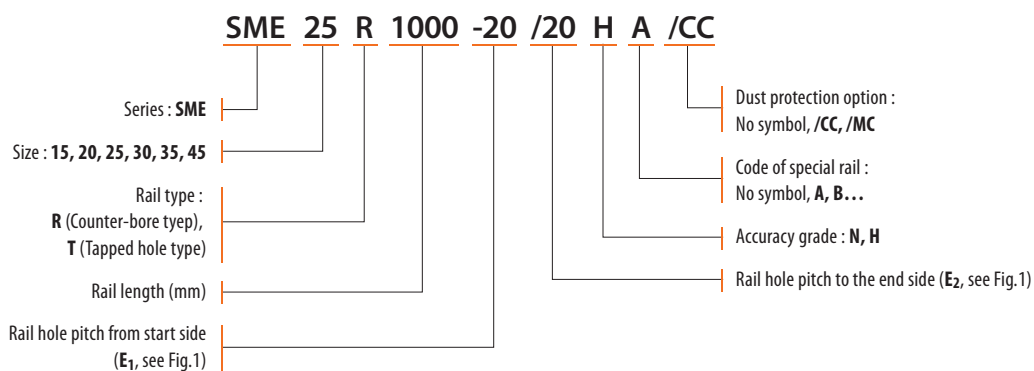 SME 25 R 1000 -20 /20 H A /CC
Series : SME
Size : 15, 20, 25, 30, 35, 45
Rail type :
R (Counter-bore tyep),
T (Tapped hole type)
Rail length (mm)
Rail hole pitch from start side
(E1, see Fig.1)
Dust protection option :
No symbol, /CC, /MC
Code of special rail :
No symbol, A, B...
Accuracy grade : N, H
Rail hole pitch to the end side (E2, see Fig.1)